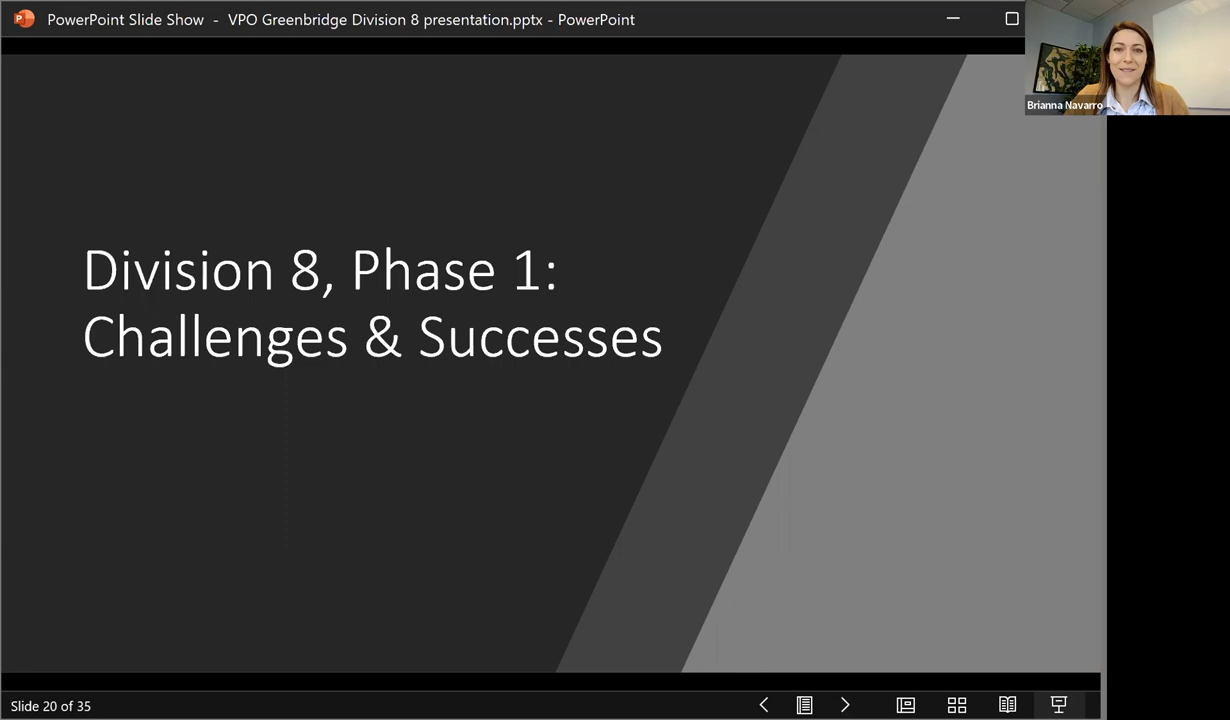 PowerPoint Slide Show - VPO Greenbridge Division 8 presentation.pptx - PowerPoint
Brianna Navarro
Division 8, Phase 1:
Challenges & Successes
Slide 20 of 35